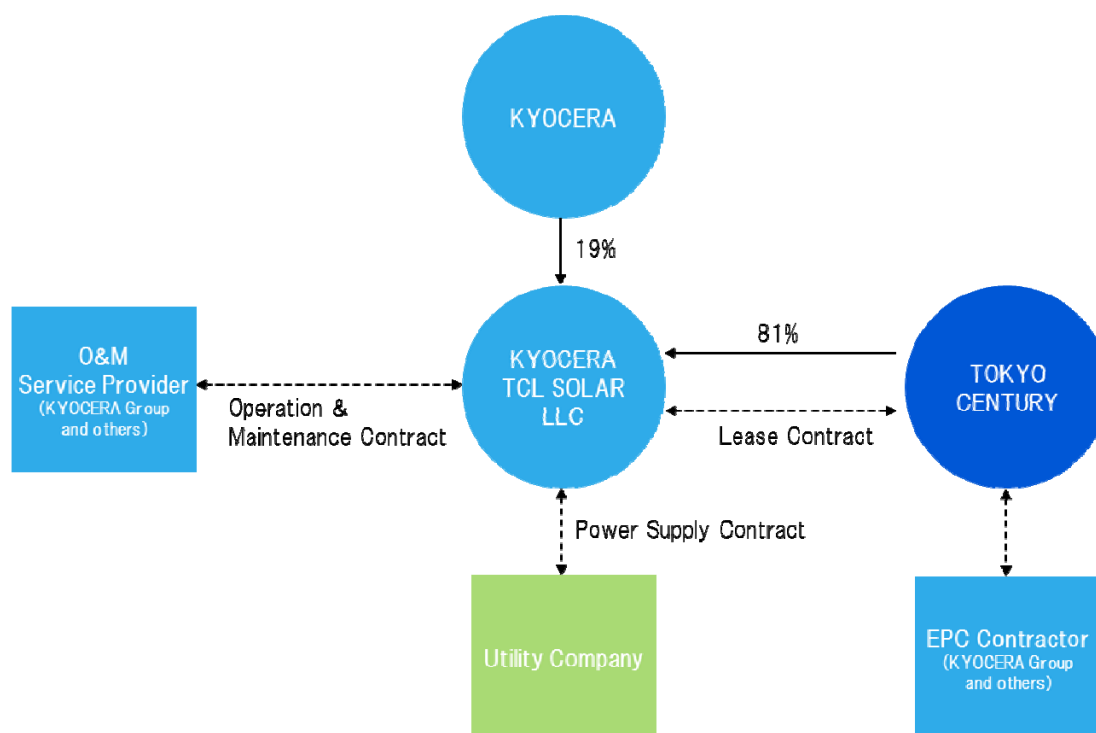 KYOCERA
19%
O&M
Service Provider
(KYOCERA Group
and others)
Operation &
Maintenance Contract
KYOCERA
TCL SOLAR
LLC
81%
Lease Contract
TOKYO
CENTURY
Power Supply Contract
Utility Company
EPC Contractor
(KYOCERA Group
and others)